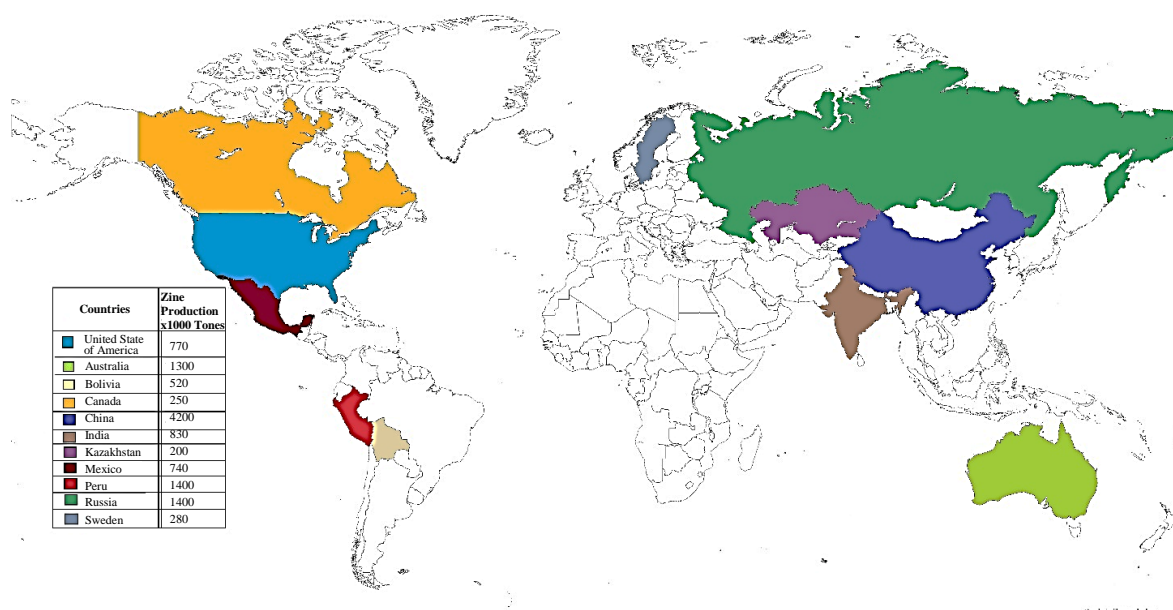 Countries
Zine
Production
x1000 Tones
United State
of America
770
Australia
1300
Bolivia
520
Canada
250
China
4200
India
830
Kazakhstan
200
Mexico
740
Peru
1400
Russia
1400
Sweden
280